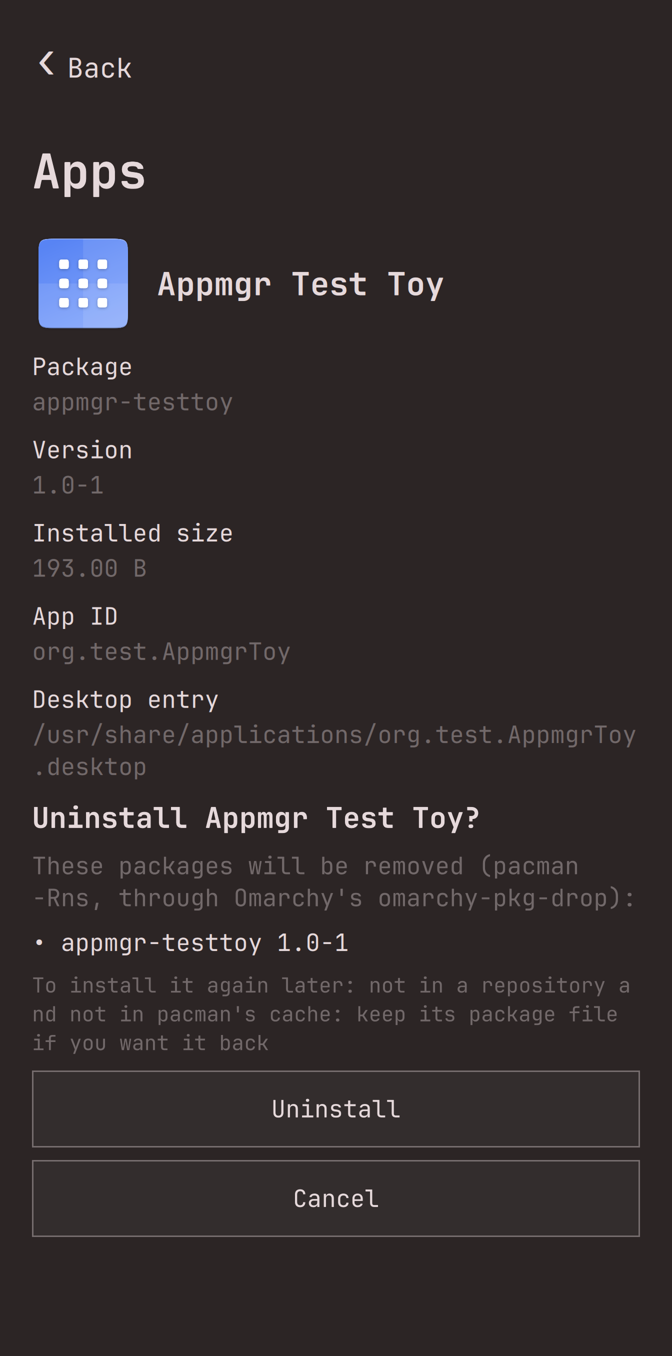 Back
Apps
Appmgr Test Toy
Package
appmgr-testtoy
Version
1.0-1
Installed size
193.00 B
App ID
org.test.AppmgrToy
Desktop entry
/usr/share/applications/org.test.AppmgrToy
.desktop
Uninstall Appmgr Test Toy?
These packages will be removed (pacman
-Rns, through Omarchy's omarchy-pkg-drop):
• appmgr-testtoy 1.0-1
To install it again later: not in a repository a
nd not in pacman's cache: keep its package file
if you want it back
Uninstall
Cancel